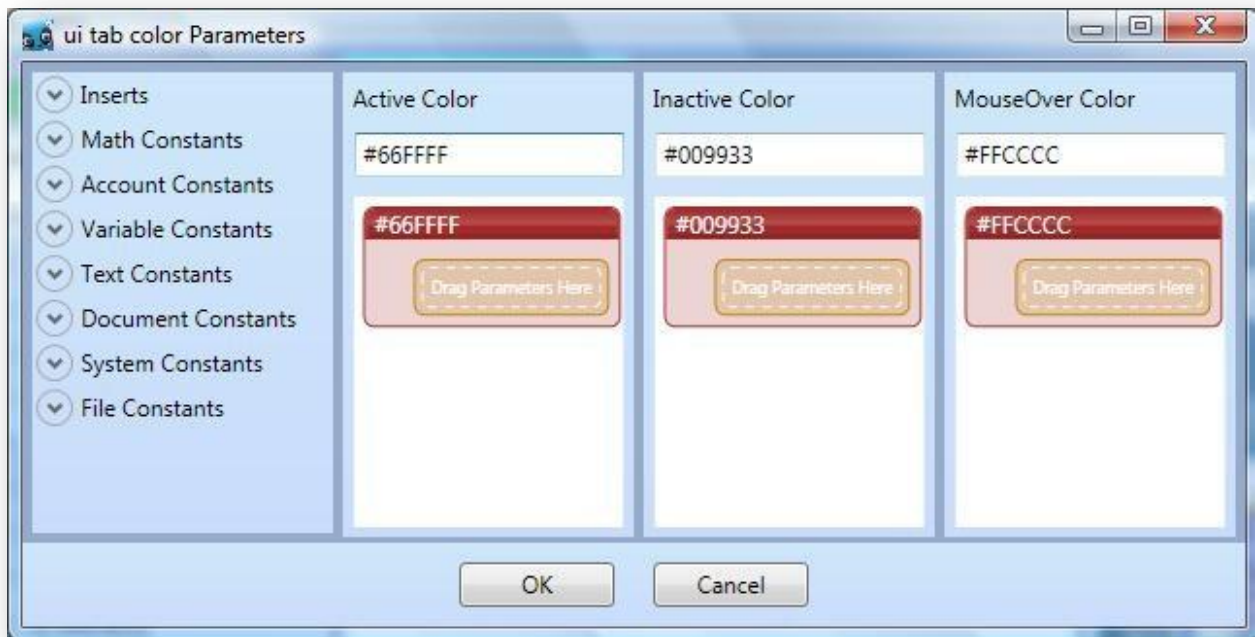 ui tab color Parameters
Inserts
Math Constants
Account Constants
Variable Constants
Text Constants
Document Constants
System Constants
File Constants
Active Color
#66FFFF
#66FFFF
Drag Parameters Here
Inactive Color
#009933
#009933
Drag Parameters Here
MouseOver Color
#FFCCCC
#FFCCCC
Drag Parameters Here
OK
Cancel